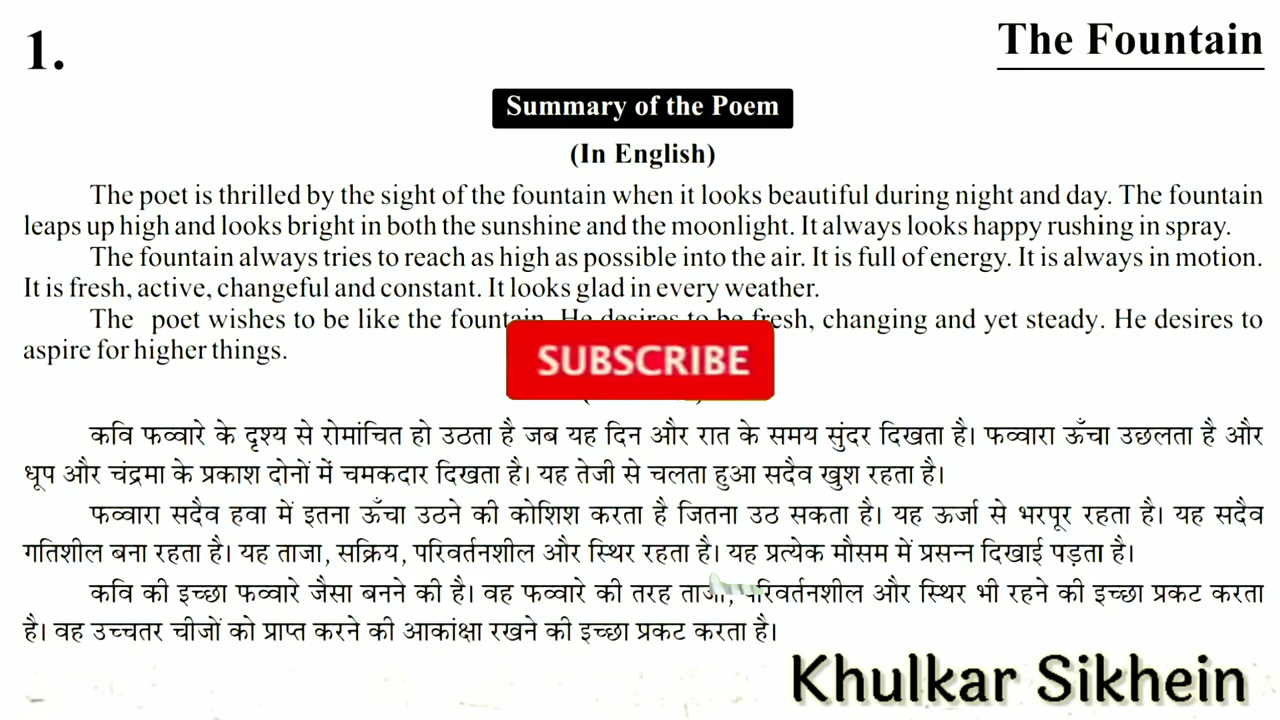 1.
The Fountain
Summary of the Poem
(In English)
The poet is thrilled by the sight of the fountain when it looks beautiful during night and day. The fountain
leaps up high and looks bright in both the sunshine and the moonlight. It always looks happy rushing in spray.
The fountain always tries to reach as high as possible into the air. It is full of energy. It is always in motion.
It is fresh, active, changeful and constant. It looks glad in every weather.
The poet wishes to be like the fountain. He desires to be fresh, changing and yet steady. He desires to
aspire for higher things.
SUBSCRIBE
कवि फव्वारे के दृश्य से रोमांचित हो उठता है जब यह दिन और रात के समय सुंदर दिखता है। फव्वारा ऊँचा उछलता है और
धूप और चंद्रमा के प्रकाश दोनों में चमकदार दिखता है। यह तेजी से चलता हुआ सदैव खुश रहता है।
फव्वारा सदैव हवा में इतना ऊँचा उठने की कोशिश करता है जितना उठ सकता है। यह ऊर्जा से भरपूर रहता है। यह सदैव
गतिशील बना रहता है। यह ताजा, सक्रिय, परिवर्तनशील और स्थिर रहता है। यह प्रत्येक मौसम में प्रसन्न दिखाई पड़ता है।
कवि की इच्छा फव्वारे जैसा बनने की है। वह फव्वारे की तरह ताजा, परिवर्तनशील और स्थिर भी रहने की इच्छा प्रकट करता
है। वह उच्चतर चीजों को प्राप्त करने की आकांक्षा रखने की इच्छा प्रकट करता है।
Khulkar Sikhein